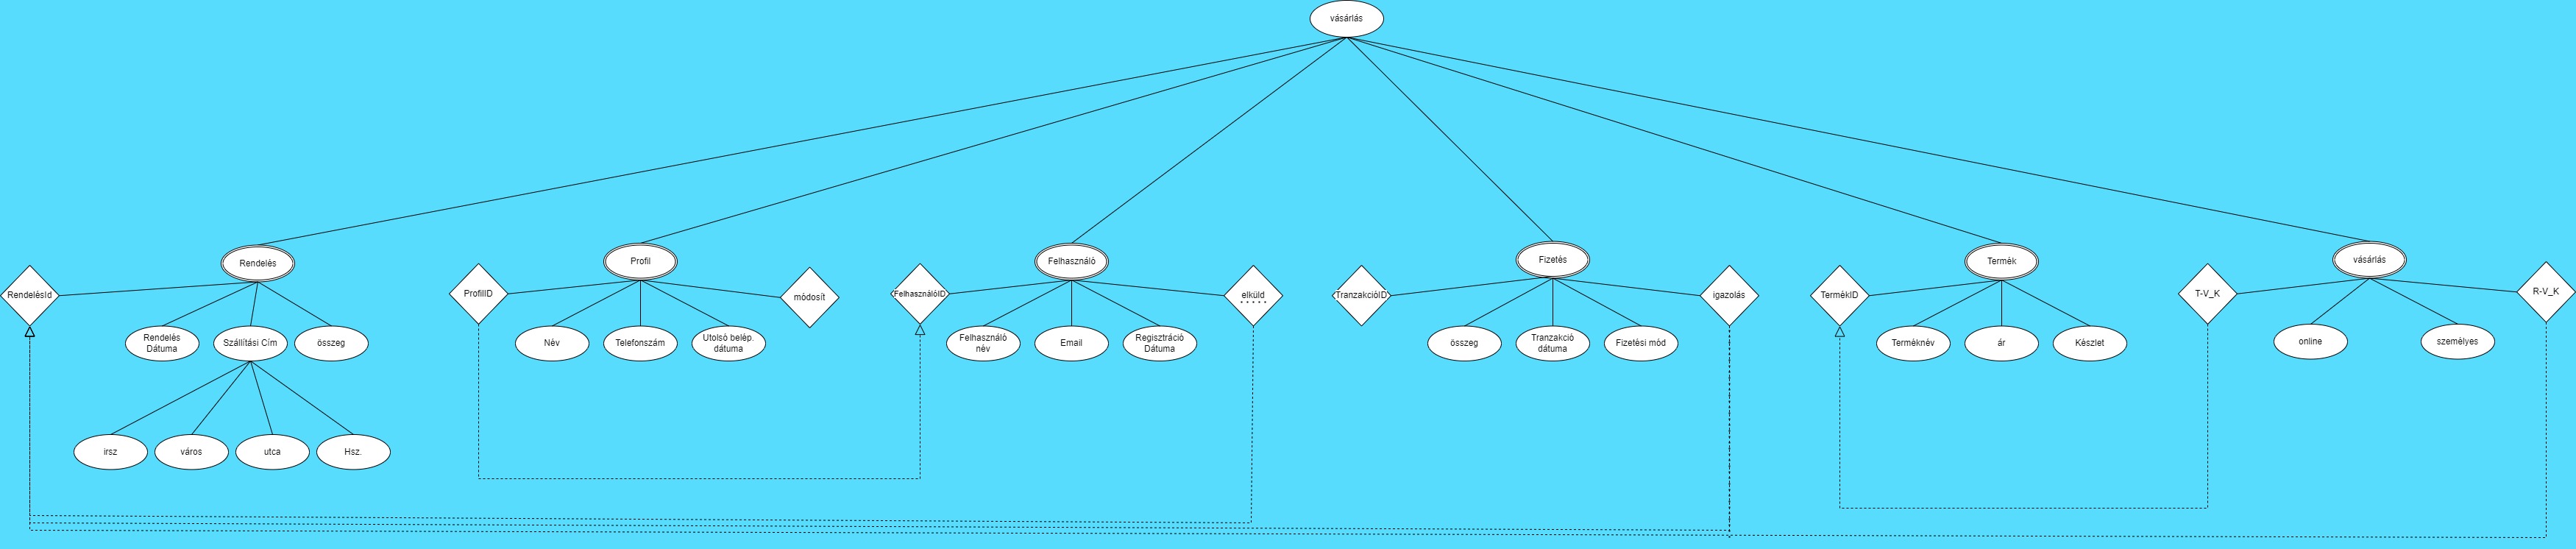 vásárlás
Rendelés
Profil
Felhasználó
Fizetés
Termék
vásárlás
RendelésId
ProfilID
módosít
FelhasználóID
elküld
TranzakcióID
igazolás
TermékID
T-V_K
R-V_K
Rendelés
Dátuma
Szállítási Cím
összeg
Név
Telefonszám
Utolsó belép.
dátuma
Felhasználó
név
Email
Regisztráció
Dátuma
összeg
Tranzakció
dátuma
Fizetési mód
Terméknév
ár
Készlet
online
személyes
irsz
város
utca
Hsz.